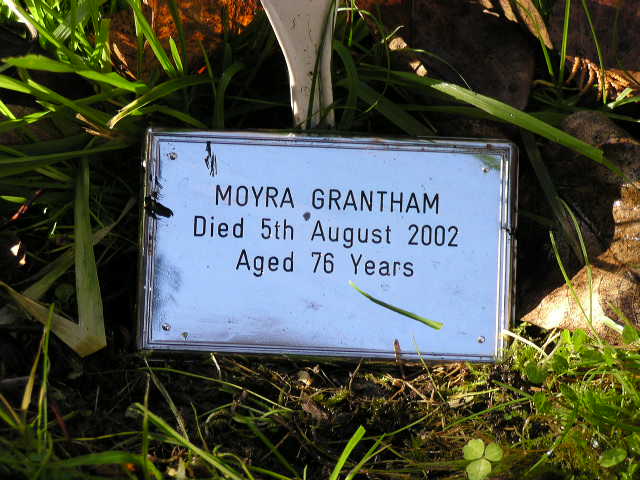 MOYRA GRANTHAM
Died 5th August 2002
Aged 76 Years